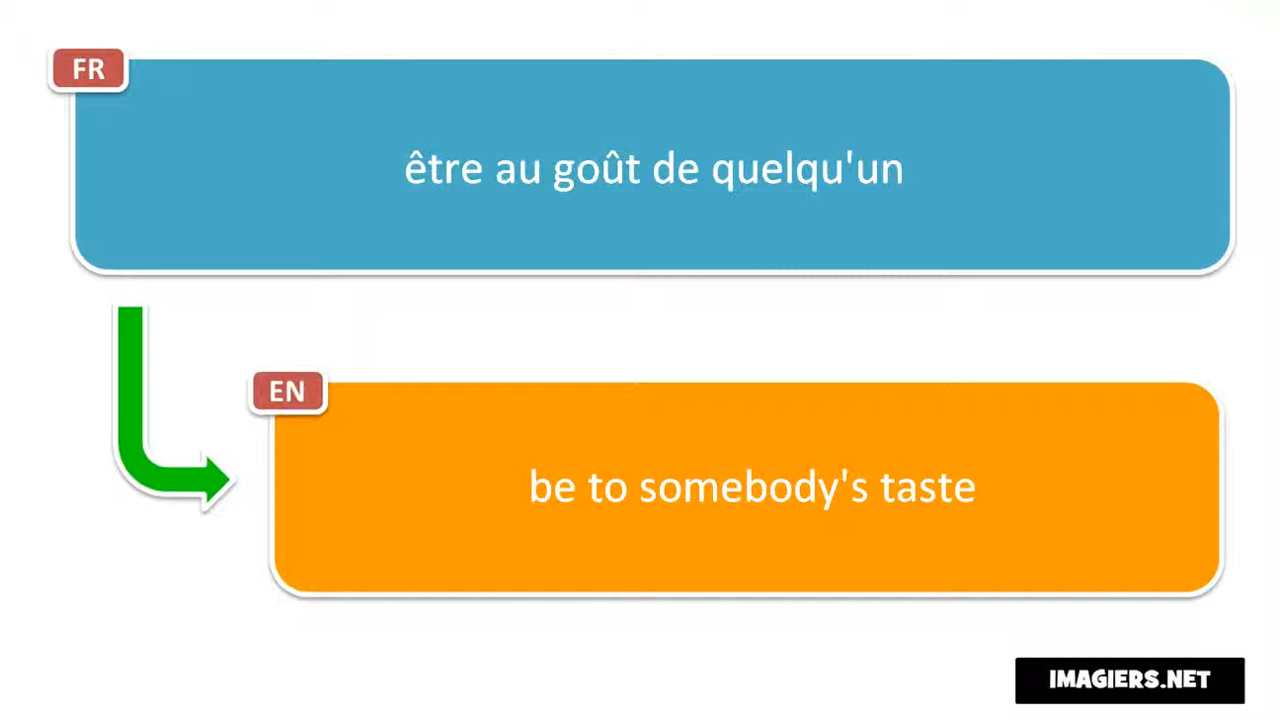 FR
être au goût de quelqu'un
EN
be to somebody's taste
IMAGIERS.NET